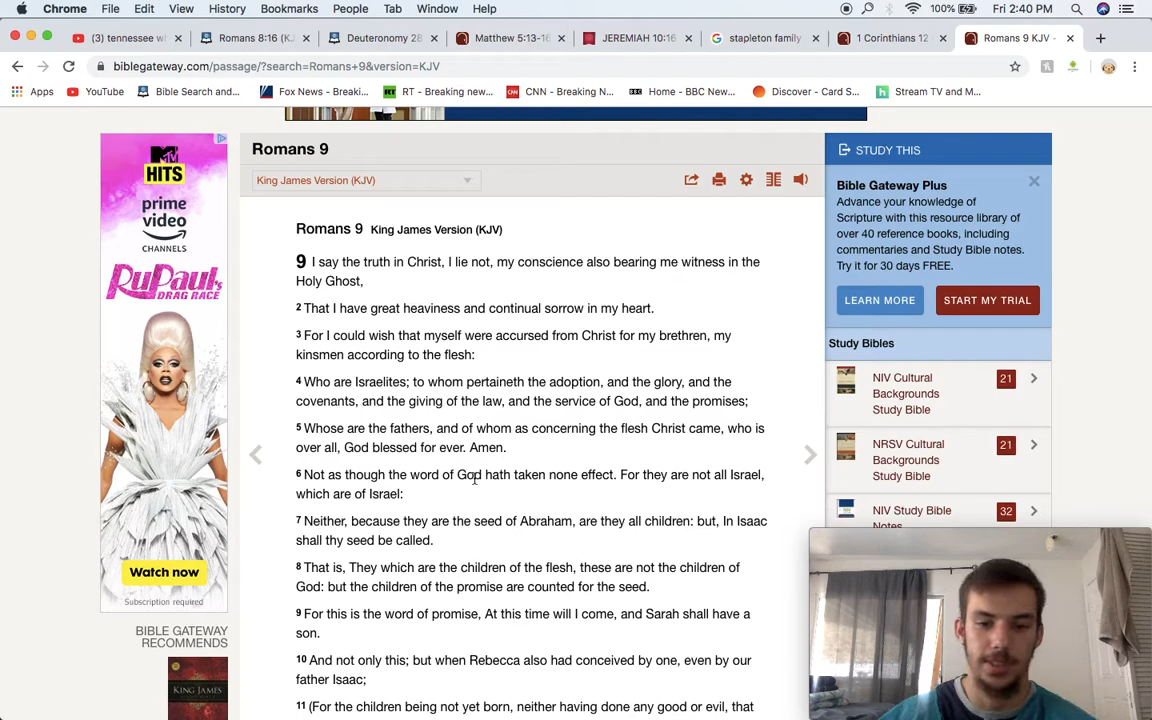 Chrome File Edit View History Bookmarks People Tab Window Help 100% Fri 2:40 PM
(3) tennessee w Romans 8:16 (KJ Deuteronomy 28 Matthew 5:13-16 JEREMIAH 10:16 stapleton family 1 Corinthians 12 Romans 9 KJV -
biblegateway.com/passage/?search=Romans+9&version=KJV
Apps YouTube Bible Search and... Fox News - Breaki... RT - Breaking new... CNN - Breaking N... Home - BBC New... Discover - Card S... Stream TV and M...
Romans 9
King James Version (KJV)
Romans 9 King James Version (KJV)
9 I say the truth in Christ, I lie not, my conscience also bearing me witness in the
Holy Ghost,
2 That I have great heaviness and continual sorrow in my heart.
3 For I could wish that myself were accursed from Christ for my brethren, my
kinsmen according to the flesh:
4 Who are Israelites; to whom pertaineth the adoption, and the glory, and the
covenants, and the giving of the law, and the service of God, and the promises;
5 Whose are the fathers, and of whom as concerning the flesh Christ came, who is
over all, God blessed for ever. Amen.
6 Not as though the word of God hath taken none effect. For they are not all Israel,
which are of Israel:
7 Neither, because they are the seed of Abraham, are they all children: but, In Isaac
shall thy seed be called.
8 That is, They which are the children of the flesh, these are not the children of
God: but the children of the promise are counted for the seed.
9 For this is the word of promise, At this time will I come, and Sarah shall have a
son.
10 And not only this; but when Rebecca also had conceived by one, even by our
father Isaac;
11 (For the children being not yet born, neither having done any good or evil, that
MTV
HITS
prime
video
CHANNELS
RuPaul's
DRAG RACE
Watch now
Subscription required
BIBLE GATEWAY
RECOMMENDS
KING JAMES
STUDY THIS
Bible Gateway Plus
Advance your knowledge of
Scripture with this resource library of
over 40 reference books, including
commentaries and Study Bible notes.
Try it for 30 days FREE.
LEARN MORE START MY TRIAL
Study Bibles
NIV Cultural
Backgrounds
Study Bible
21
NRSV Cultural
Backgrounds
Study Bible
21
NIV Study Bible
Notes
32